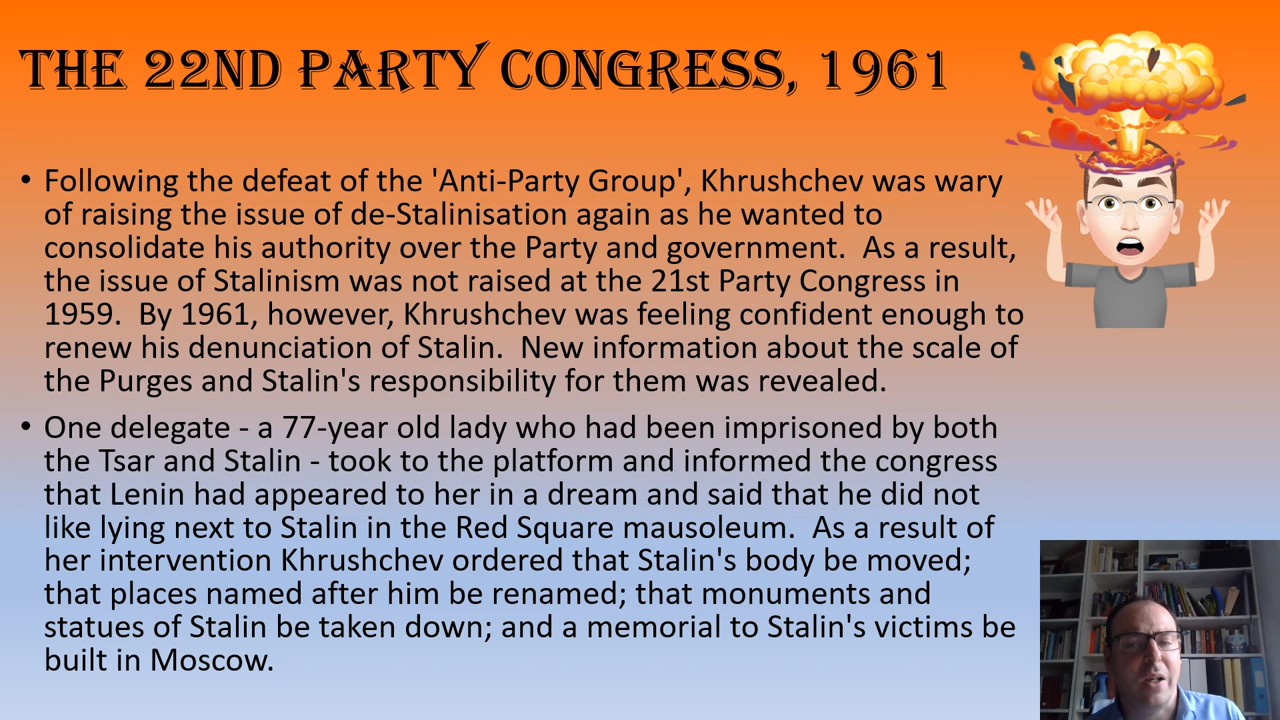 THE 22ND PARTY CONGRESS, 1961
• Following the defeat of the 'Anti-Party Group', Khrushchev was wary
of raising the issue of de-Stalinisation again as he wanted to
consolidate his authority over the Party and government.  As a result,
the issue of Stalinism was not raised at the 21st Party Congress in
1959.  By 1961, however, Khrushchev was feeling confident enough to
renew his denunciation of Stalin.  New information about the scale of
the Purges and Stalin's responsibility for them was revealed.
• One delegate - a 77-year old lady who had been imprisoned by both
the Tsar and Stalin - took to the platform and informed the congress
that Lenin had appeared to her in a dream and said that he did not
like lying next to Stalin in the Red Square mausoleum.  As a result of
her intervention Khrushchev ordered that Stalin's body be moved;
that places named after him be renamed; that monuments and
statues of Stalin be taken down; and a memorial to Stalin's victims be
built in Moscow.